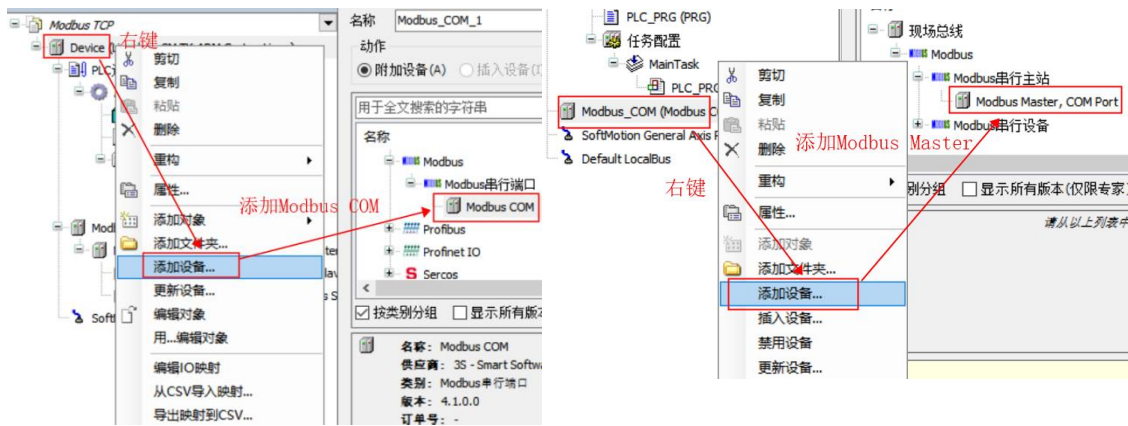 Modbus TCP
Device
右键
剪切
复制
粘贴
删除
重构
属性...
添加Modbus COM
添加对象
添加文件夹...
添加设备...
更新设备...
编辑对象
用...编辑对象
编辑IO映射
从CSV导入映射...
导出映射到CSV...
名称 Modbus_COM_1
动作
附加设备(A) 插入设备(I
用于全文搜索的字符串
名称
Modbus
Modbus串行端口
Modbus COM
Profibus
Profinet IO
Sercos
按类别分组 显示所有版
名称: Modbus COM
供应商: 3S - Smart Softw
类别: Modbus串行端口
版本: 4.1.0.0
订单号: -
PLC_PRG (PRG)
任务配置
MainTask
PLC_PRG
Modbus_COM (Modbus C
SoftMotion General Axis P
Default LocalBus
右键
剪切
复制
粘贴
删除
添加Modbus Master
重构
属性...
添加对象
添加文件夹...
添加设备...
插入设备...
禁用设备
更新设备...
现场总线
Modbus
Modbus串行主站
Modbus Master, COM Port
Modbus串行设备
别分组 显示所有版本(仅限专家
请从以上列表中